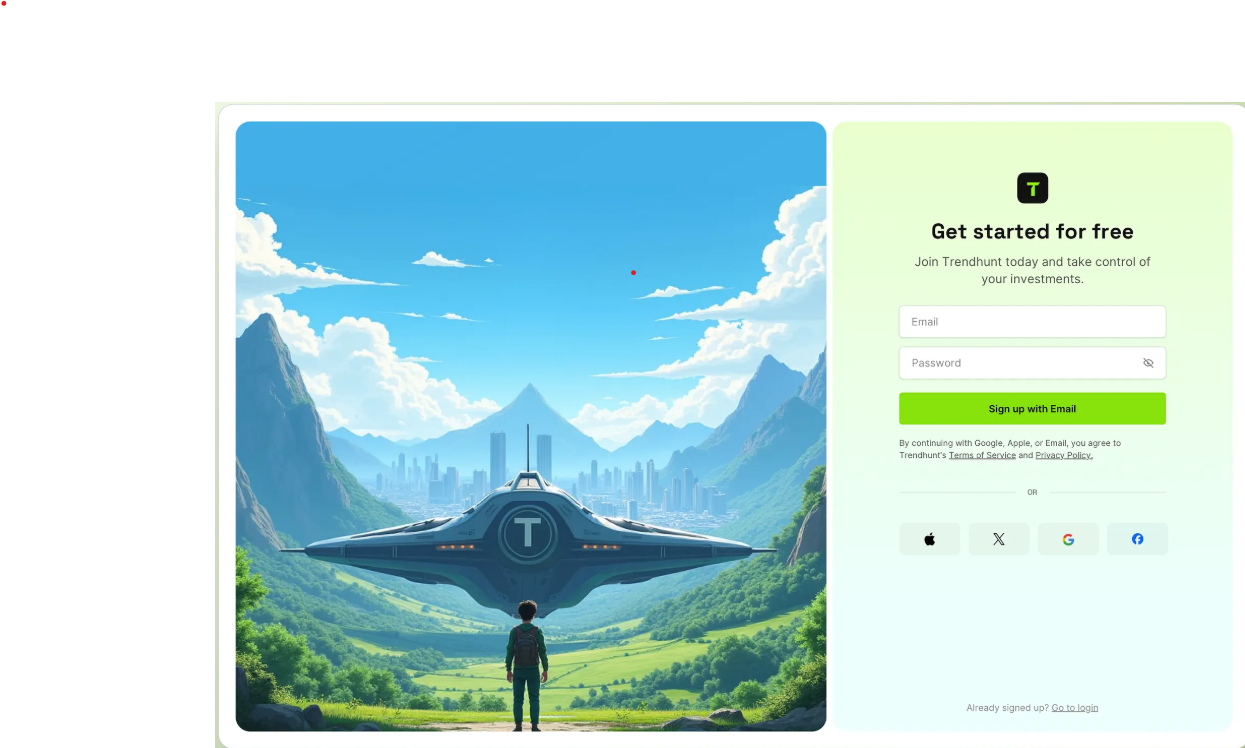 T
Get started for free
Join Trendhunt today and take control of
your investments.
Email
Password
Sign up with Email
By continuing with Google, Apple, or Email, you agree to
Trendhunt's Terms of Service and Privacy Policy.
OR
Already signed up? Go to login
T